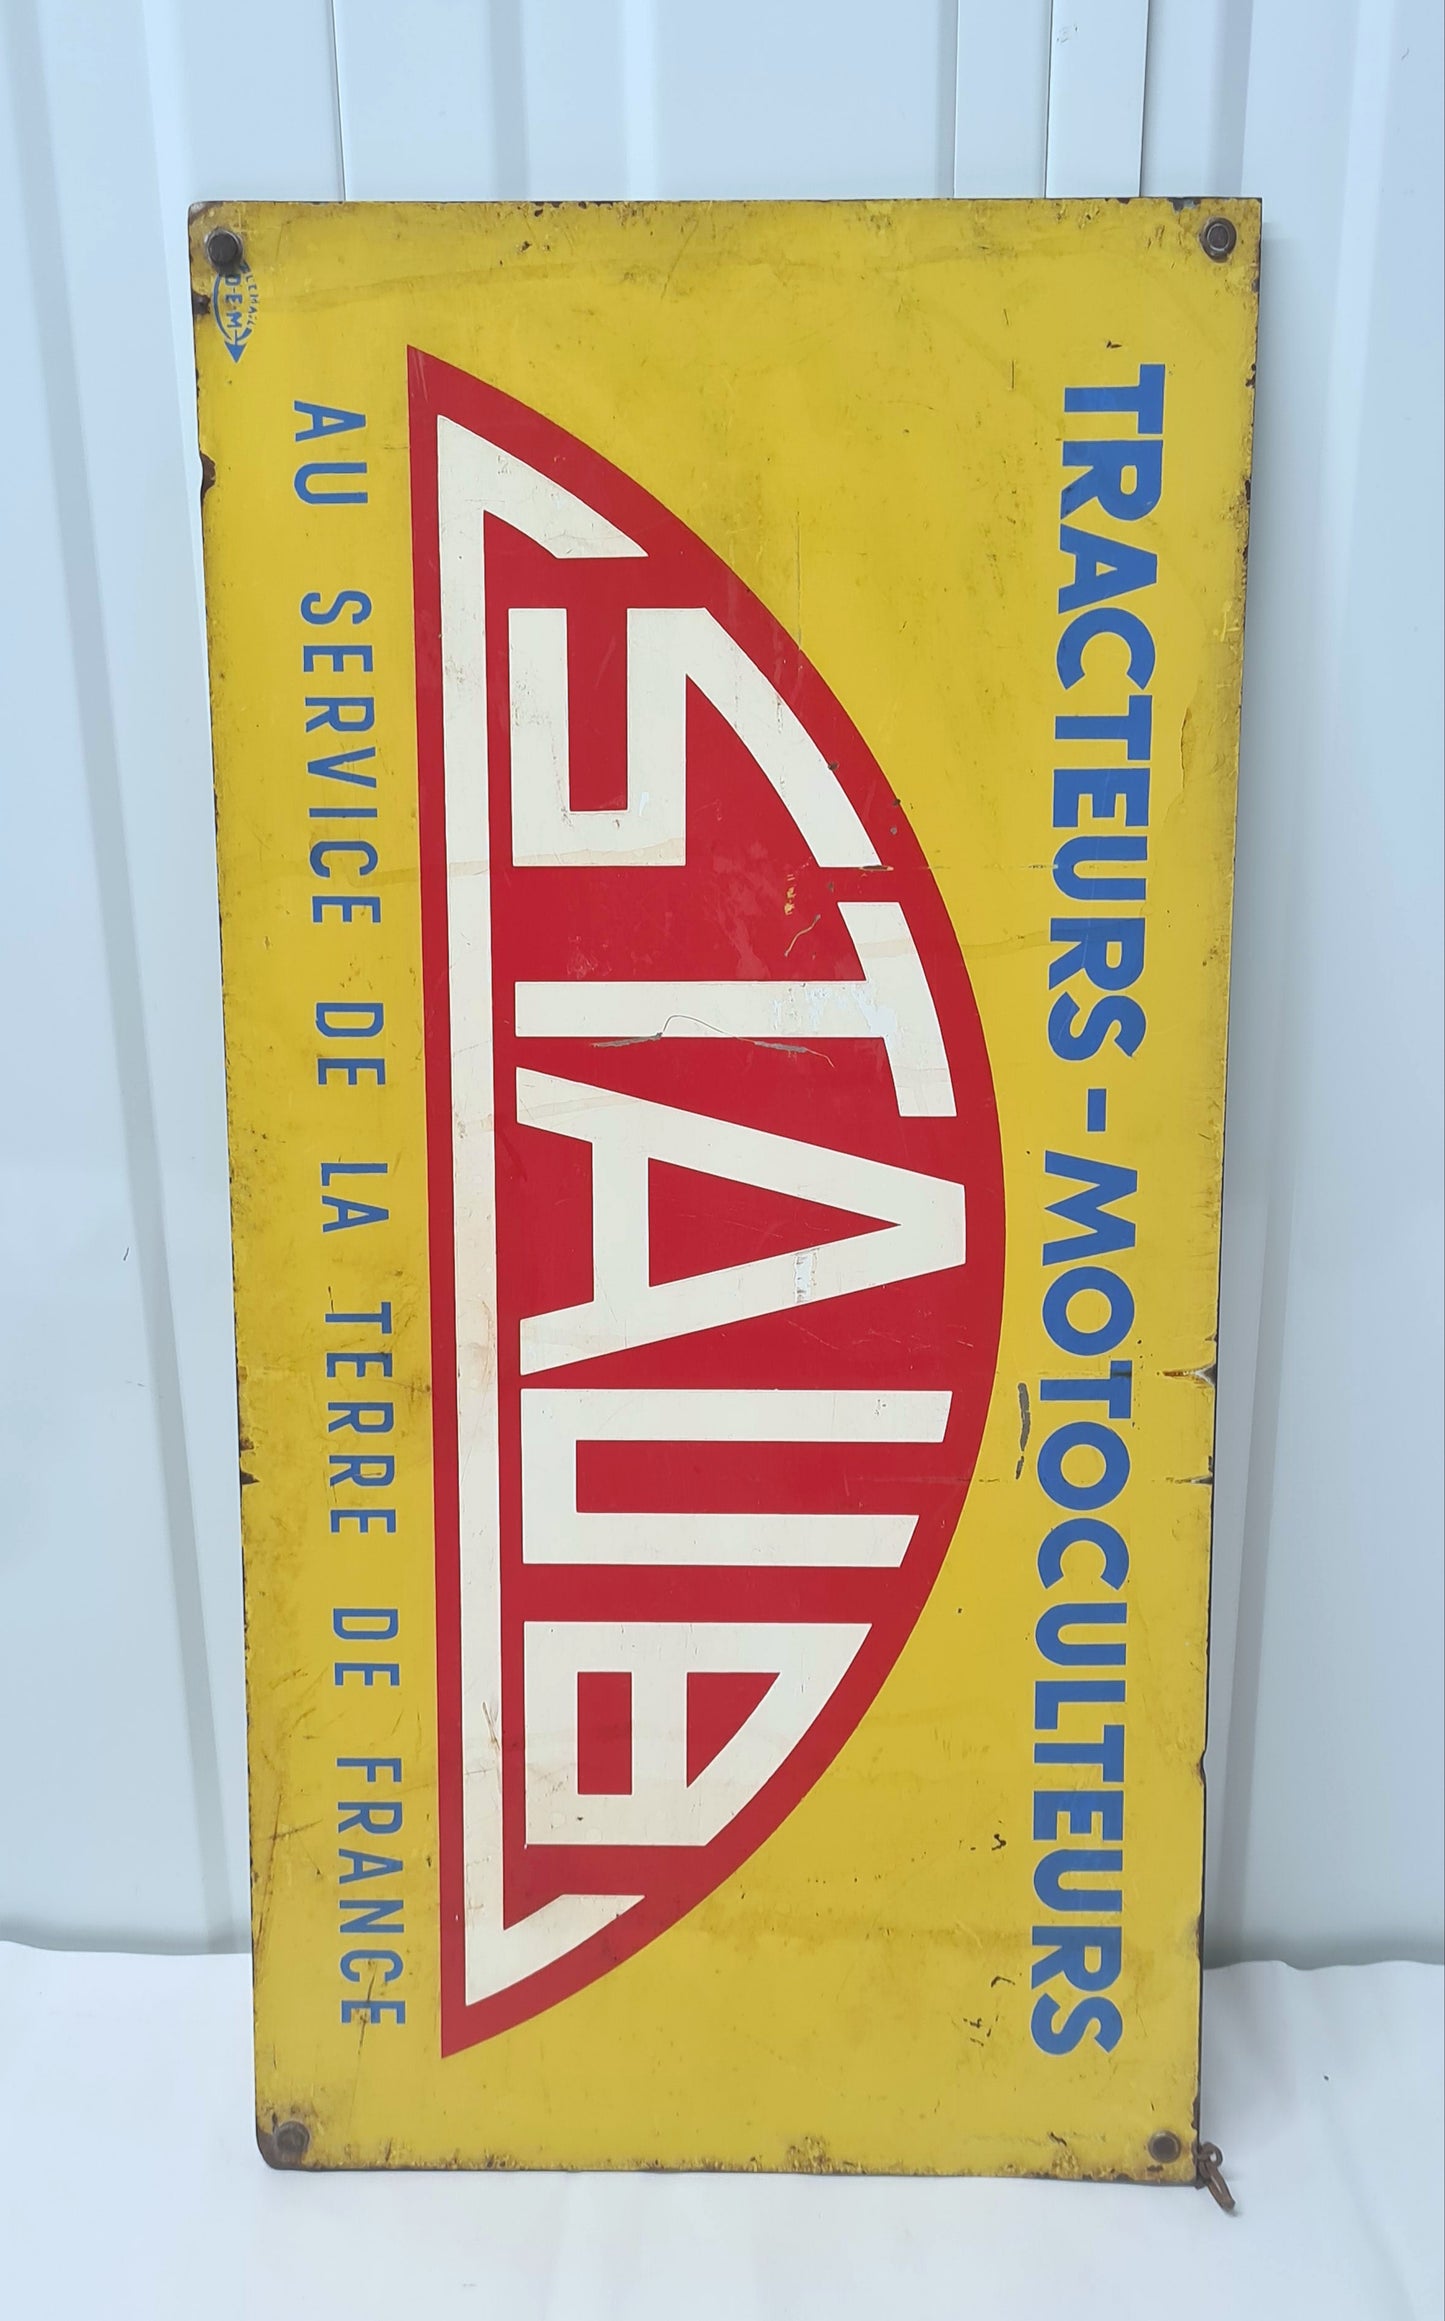 TRACTEURS - MOTOCULTEURS
STAUB
AU SERVICE DE LA TERRE DE FRANCE
D.E.M